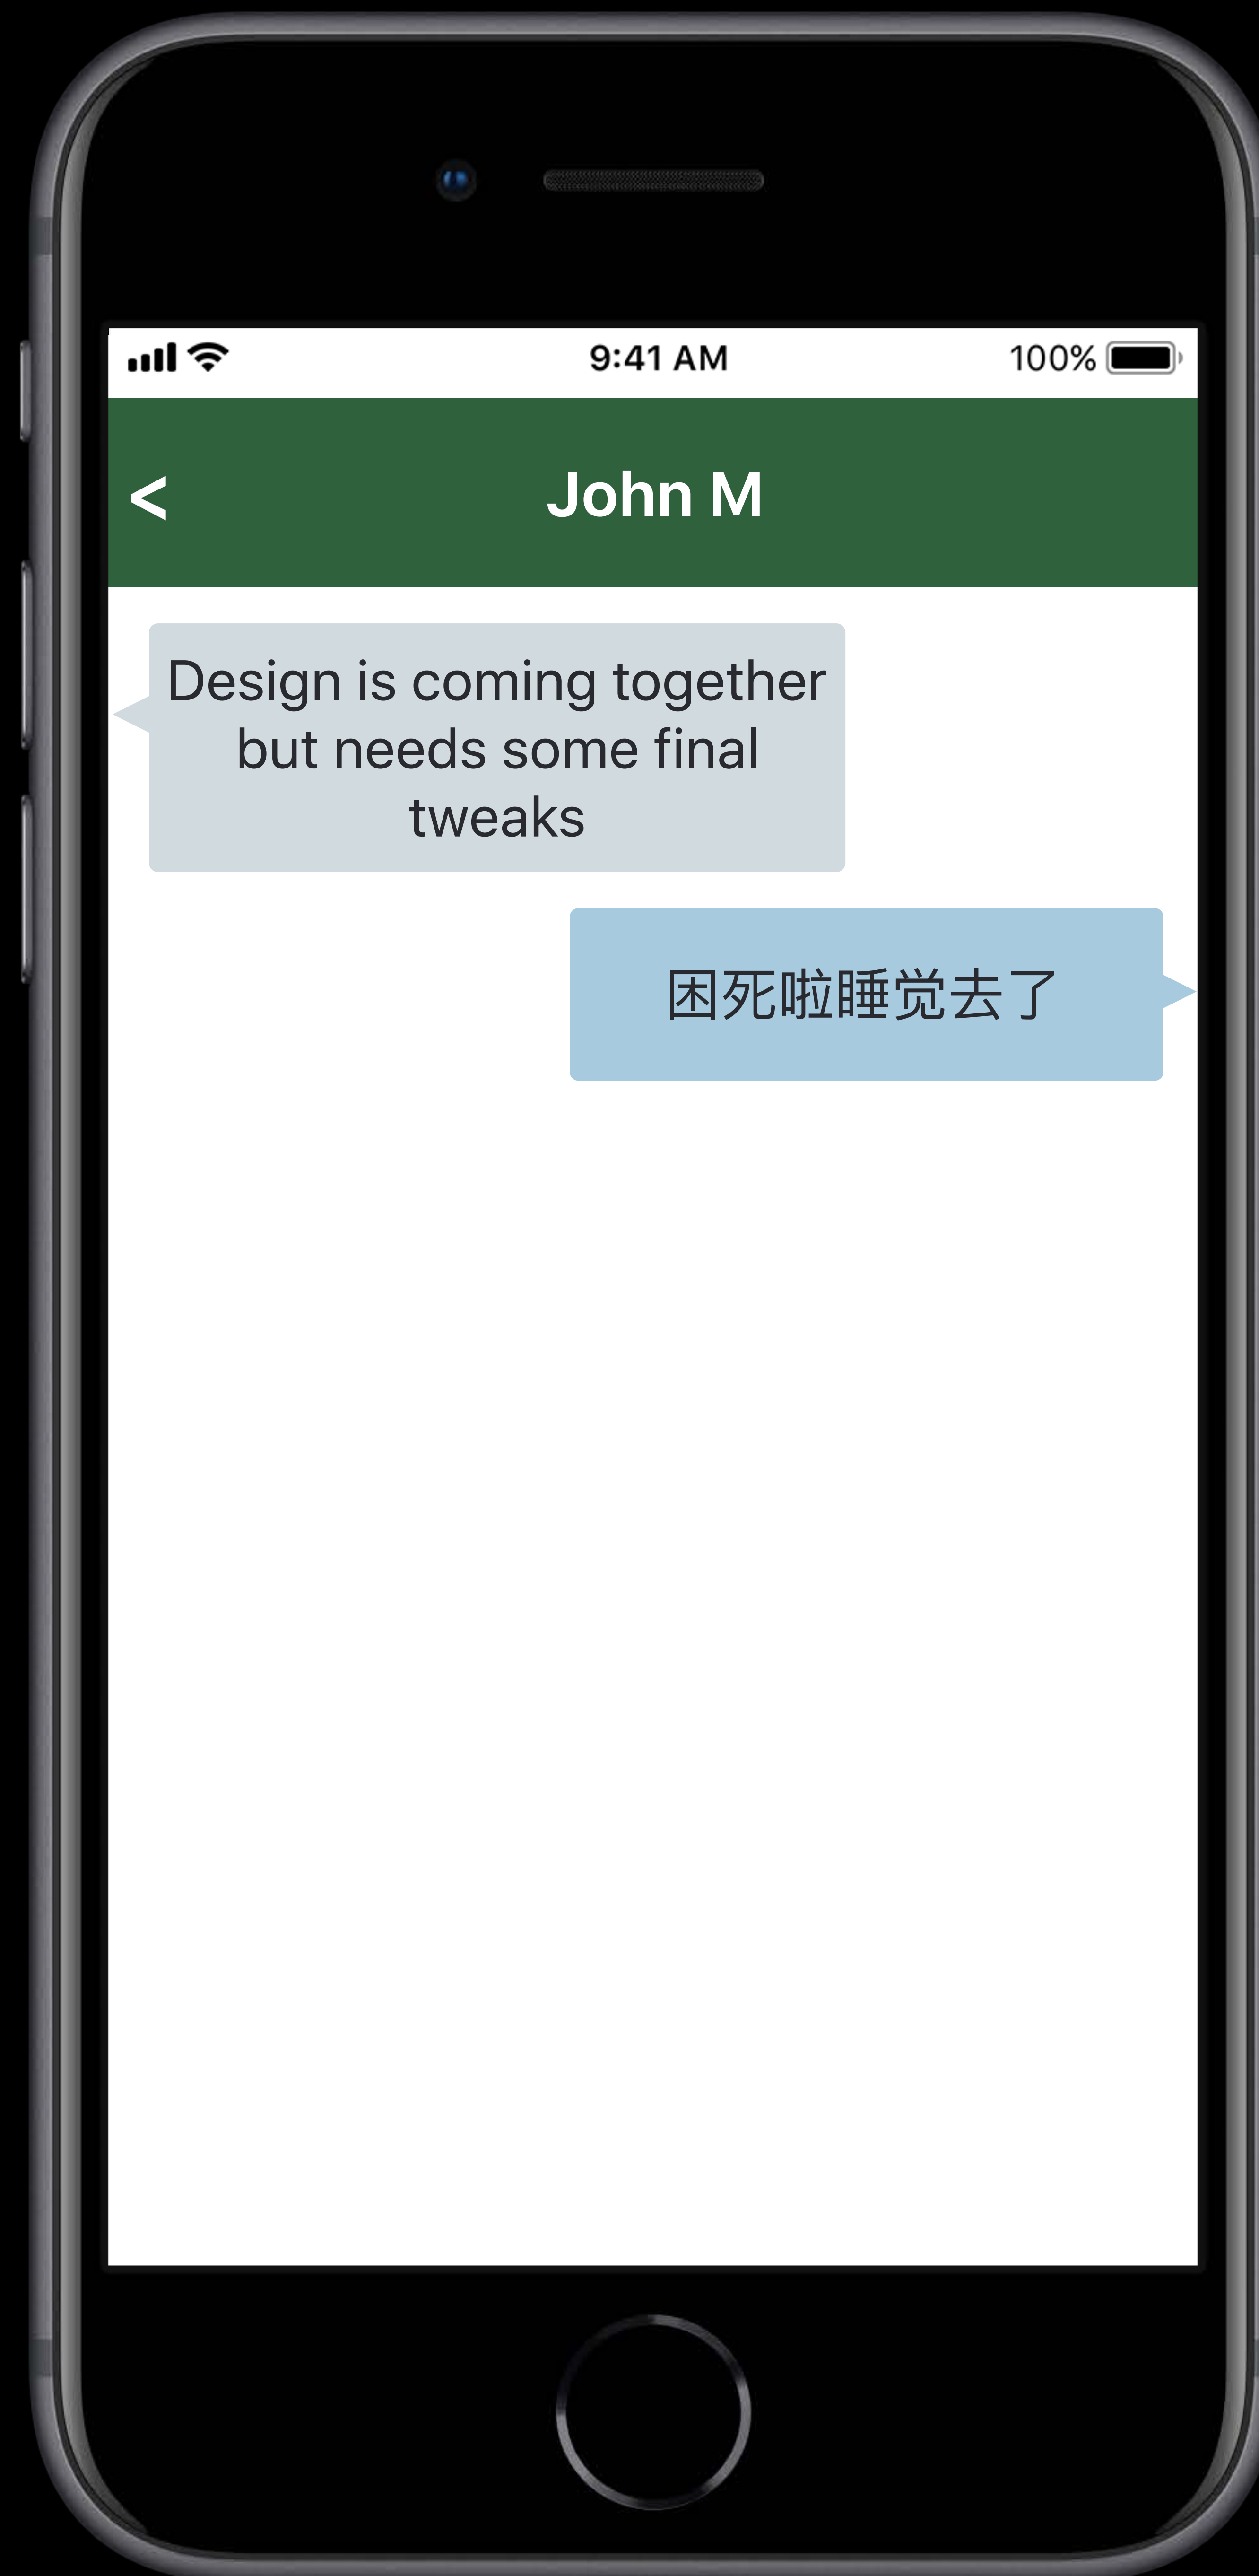 9:41 AM
100%
<
John M
Design is coming together
but needs some final
tweaks
困死啦睡觉去了